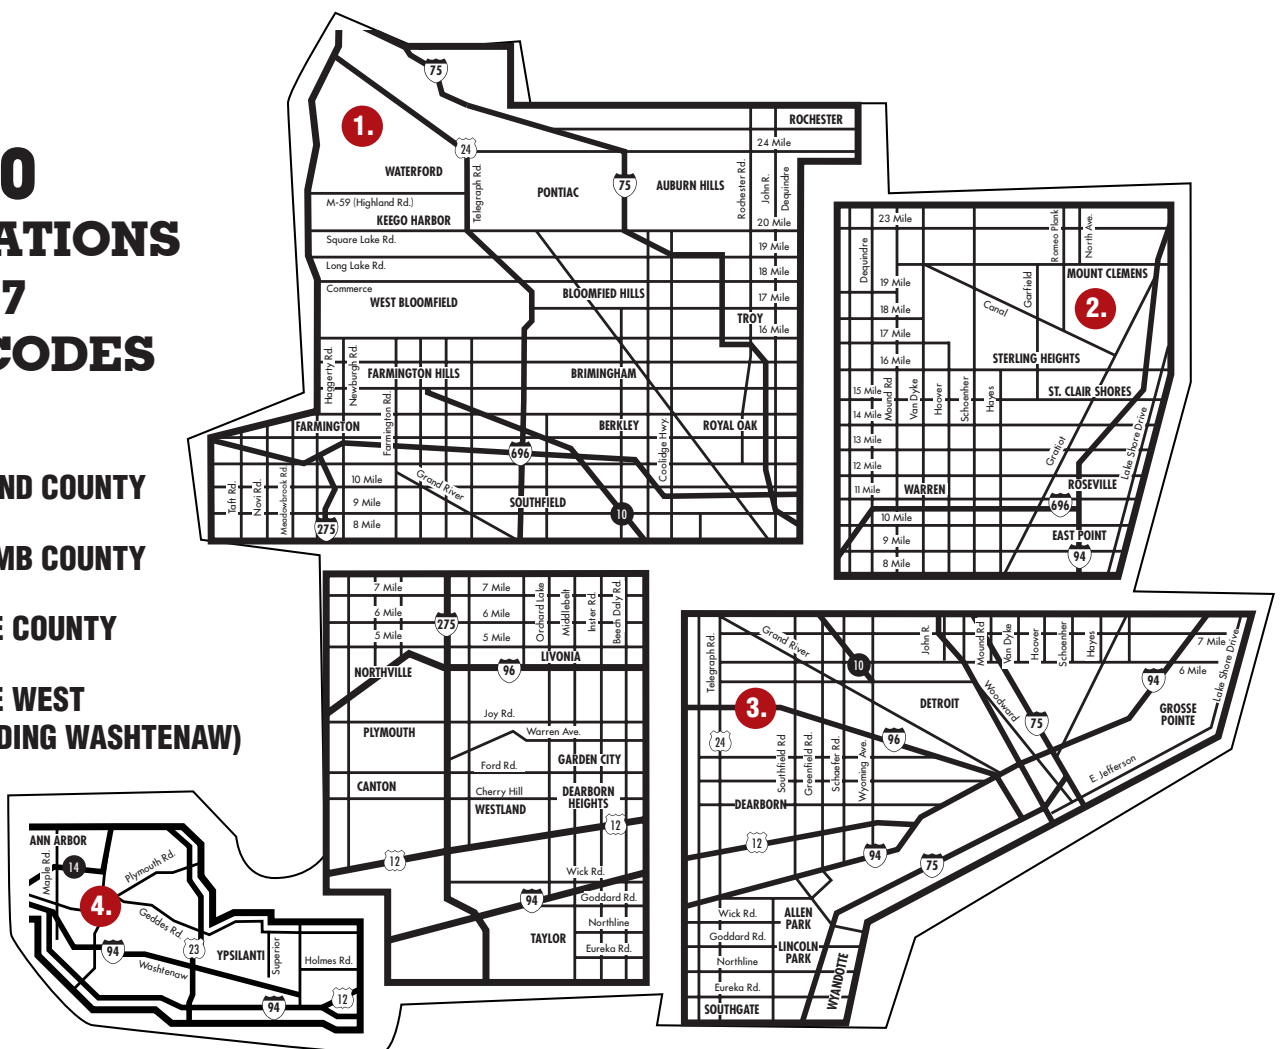 0
ATIONS
7
CODES
ND COUNTY
MB COUNTY
E COUNTY
E WEST
DING WASHTENAW)
1.
75
24
WATERFORD
M-59 (Highland Rd.)
KEEGO HARBOR
Telegraph Rd.
PONTIAC
75
AUBURN HILLS
ROCHESTER
24 Mile
Rochester Rd.
John R.
Dequindre
20 Mile
Square Lake Rd.
19 Mile
Long Lake Rd.
18 Mile
Commerce
WEST BLOOMFIELD
BLOOMFIED HILLS
17 Mile
TROY
16 Mile
Haggerty Rd.
Newburgh Rd.
FARMINGTON HILLS
BRIMINGHAM
Farmington Rd.
FARMINGTON
BERKLEY
ROYAL OAK
Coolidge Hwy.
696
Taft Rd.
Novi Rd.
Meadowbrook Rd.
10 Mile
Grand River
9 Mile
SOUTHFIELD
8 Mile
275
10
2.
23 Mile
Dequindre
Romeo Plank
North Ave.
MOUNT CLEMENS
19 Mile
Garfield
Canal
18 Mile
17 Mile
16 Mile
STERLING HEIGHTS
15 Mile
Mound Rd
Van Dyke
Hoover
Schoenher
Hayes
ST. CLAIR SHORES
14 Mile
13 Mile
Gratiot
Lake Shore Drive
12 Mile
11 Mile
WARREN
ROSEVILLE
696
10 Mile
EAST POINT
9 Mile
94
8 Mile
7 Mile
7 Mile
Orchard Lake
Middlebelt
Inster Rd.
Beech Daly Rd.
6 Mile
275
6 Mile
5 Mile
5 Mile
LIVONIA
NORTHVILLE
96
Joy Rd.
PLYMOUTH
Warren Ave.
Ford Rd.
GARDEN CITY
CANTON
Cherry Hill
WESTLAND
DEARBORN
HEIGHTS
12
12
Wick Rd.
94
Goddard Rd.
Northline
TAYLOR
Eureka Rd.
3.
Telegraph Rd.
Grand River
10
John R.
Mound Rd
Van Dyke
Hoover
Schoenher
Hayes
7 Mile
6 Mile
Lake Shore Drive
94
DETROIT
Woodward
75
GROSSE
POINTE
24
Southfield Rd
Greenfield Rd.
Schaefer Rd.
Wyoming Ave.
96
E. Jefferson
DEARBORN
12
94
75
Wick Rd.
ALLEN
PARK
Goddard Rd.
LINCOLN
PARK
Northline
Eureka Rd.
WYANDOTTE
SOUTHGATE
4.
ANN ARBOR
Maple Rd.
14
Plymouth Rd.
Geddes Rd.
94
23
YPSILANTI
Superior
Washtenaw
Holmes Rd.
94
12